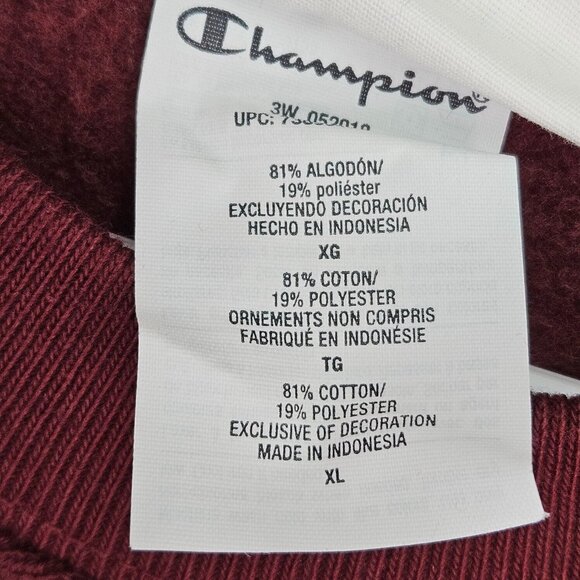 Champion
3W
UPC:
81% ALGODÓN/
19% poliéster
EXCLUYENDO DECORACIÓN
HECHO EN INDONESIA
XG
81% COTON/
19% POLYESTER
ORNEMENTS NON COMPRIS
FABRIQUÉ EN INDONÉSIE
TG
81% COTTON/
19% POLYESTER
EXCLUSIVE OF DECORATION
MADE IN INDONESIA
XL